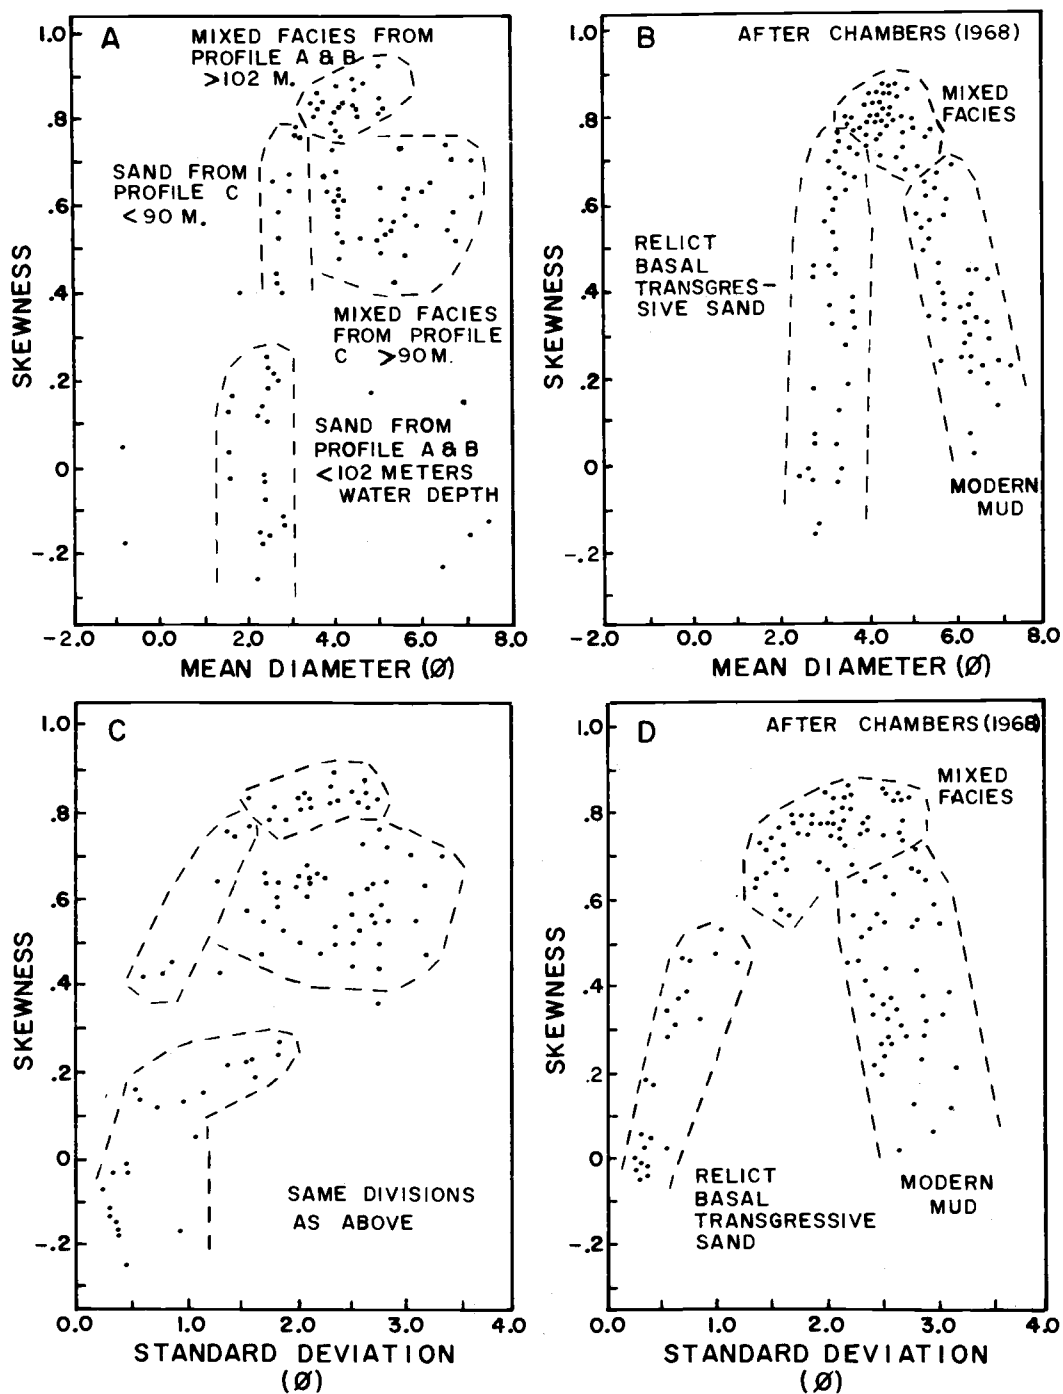 A
MIXED FACIES FROM
PROFILE A & B
>102 M.
SAND FROM
PROFILE C
<90 M.
MIXED FACIES
FROM PROFILE
C >90M.
SAND FROM
PROFILE A & B
<102 METERS
WATER DEPTH
SKEWNESS
1.0
.8
.6
.4
.2
0
-.2
-2.0 0.0 2.0 4.0 6.0 8.0
MEAN DIAMETER (Ø)
B
AFTER CHAMBERS (1968)
MIXED
FACIES
RELICT
BASAL
TRANSGRES-
SIVE SAND
MODERN
MUD
SKEWNESS
1.0
.8
.6
.4
.2
0
-.2
-2.0 0.0 2.0 4.0 6.0 8.0
MEAN DIAMETER (Ø)
C
SAME DIVISIONS
AS ABOVE
SKEWNESS
1.0
.8
.6
.4
.2
0
-.2
0.0 1.0 2.0 3.0 4.0
STANDARD DEVIATION
(Ø)
D
AFTER CHAMBERS (1968)
MIXED
FACIES
RELICT
BASAL
TRANSGRESSIVE
SAND
MODERN
MUD
SKEWNESS
1.0
.8
.6
.4
.2
0
-.2
0.0 1.0 2.0 3.0 4.0
STANDARD DEVIATION
(Ø)